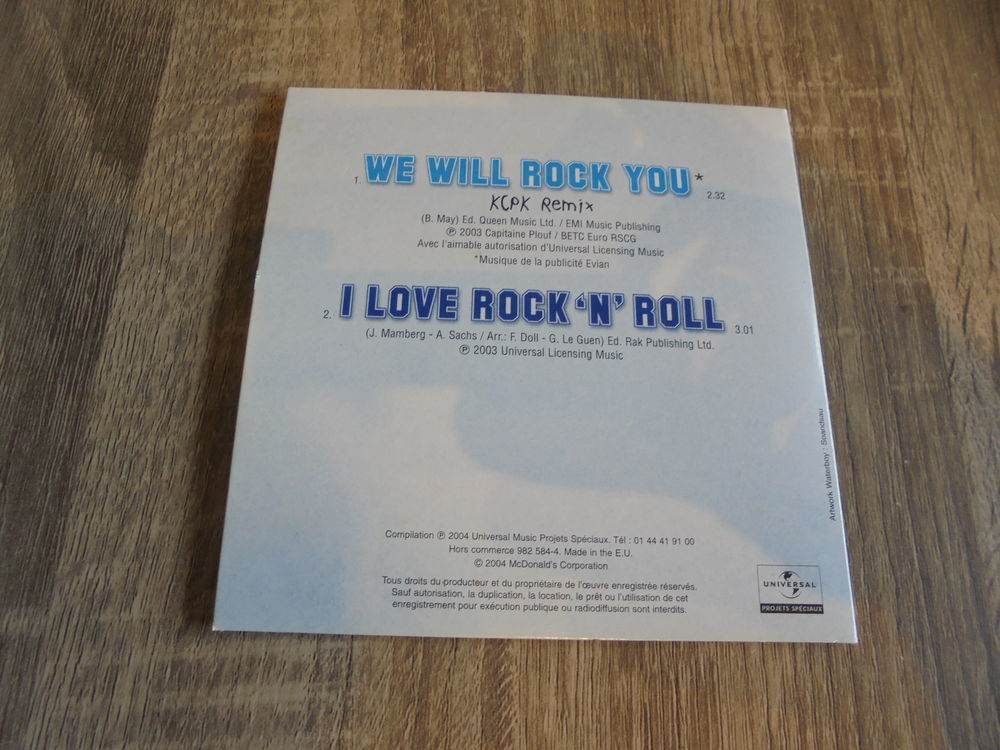 1. WE WILL ROCK YOU* 2.32
KCPK Remix
(B. May) Ed. Queen Music Ltd. / EMI Music Publishing
℗ 2003 Capitaine Plouf / BETC Euro RSCG
Avec l'aimable autorisation d'Universal Licensing Music
*Musique de la publicité Evian
2. I LOVE ROCK 'N' ROLL 3.01
(J. Mamberg - A. Sachs / Arr.: F. Doll - G. Le Guen) Ed. Rak Publishing Ltd.
℗ 2003 Universal Licensing Music
Artwork Waterboy : Soandsau
Compilation ℗ 2004 Universal Music Projets Spéciaux. Tél : 01 44 41 91 00
Hors commerce 982 584-4. Made in the E.U.
© 2004 McDonald's Corporation
Tous droits du producteur et du propriétaire de l'œuvre enregistrée réservés.
Sauf autorisation, la duplication, la location, le prêt ou l'utilisation de cet
enregistrement pour exécution publique ou radiodiffusion sont interdits.
UNIVERSAL
PROJETS SPÉCIAUX